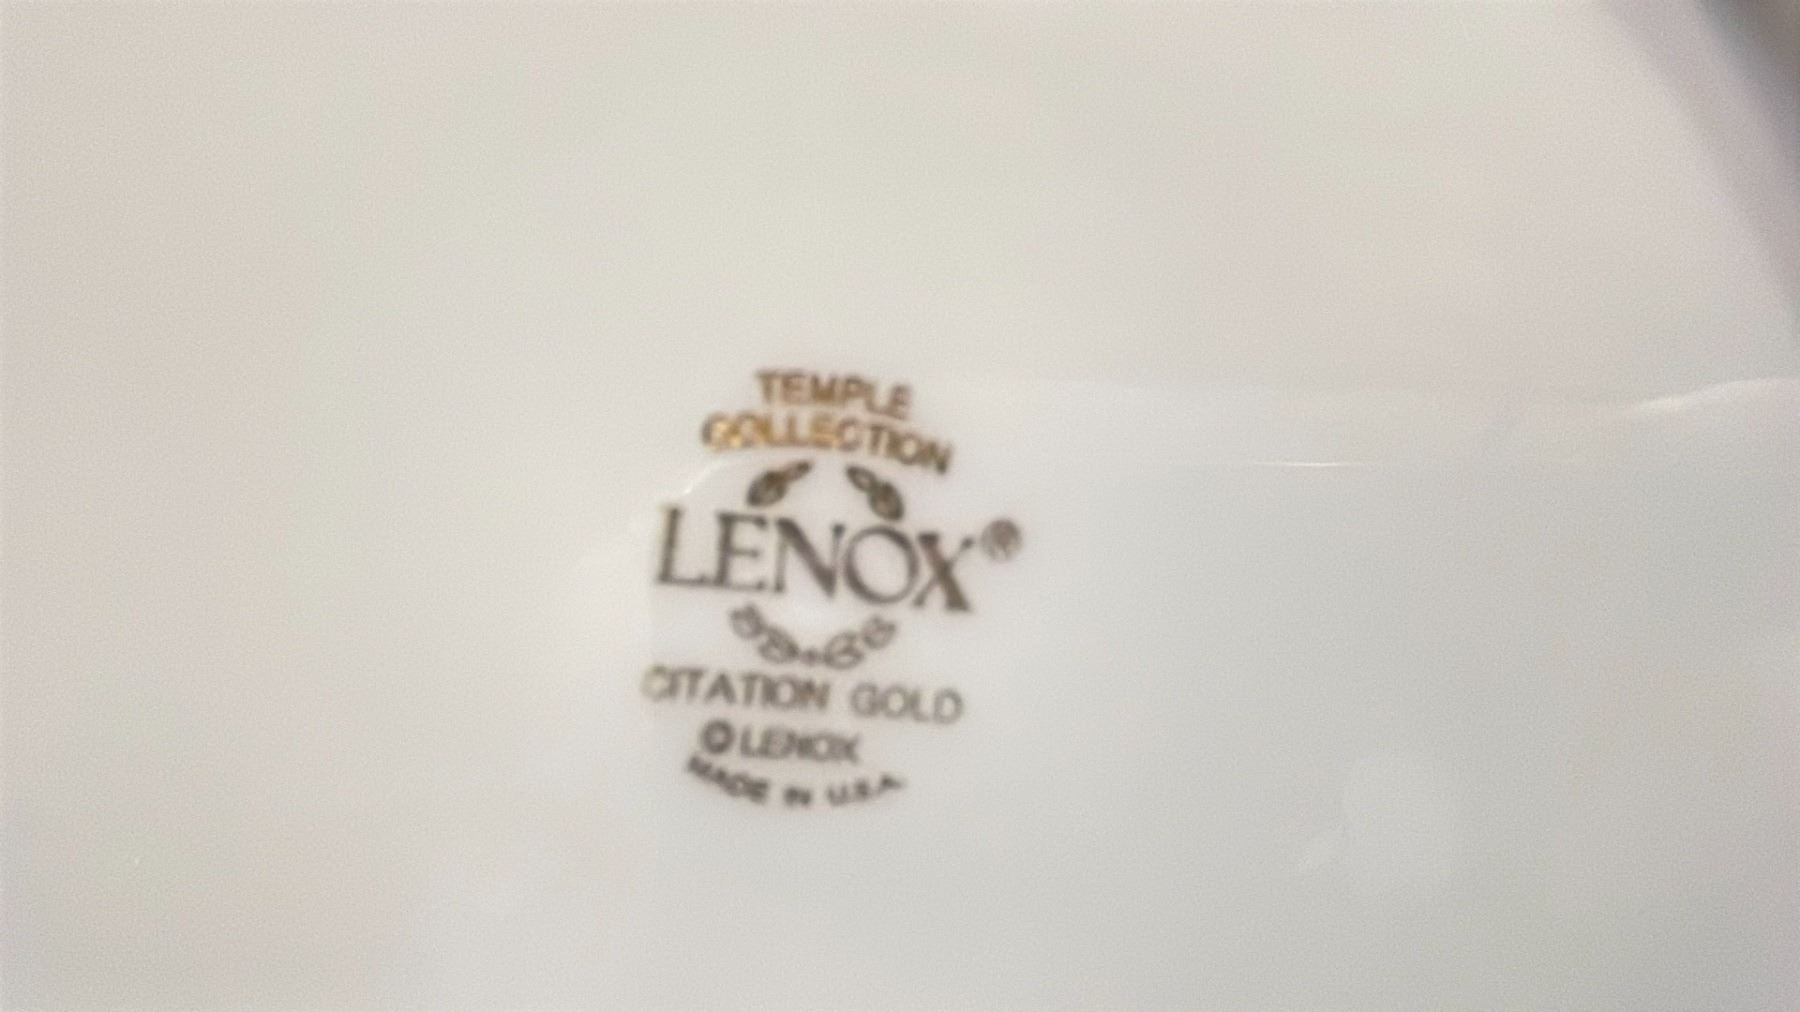 TEMPLE
COLLECTION
LENOX®
CITATION GOLD
© LENOX
MADE IN U.S.A.